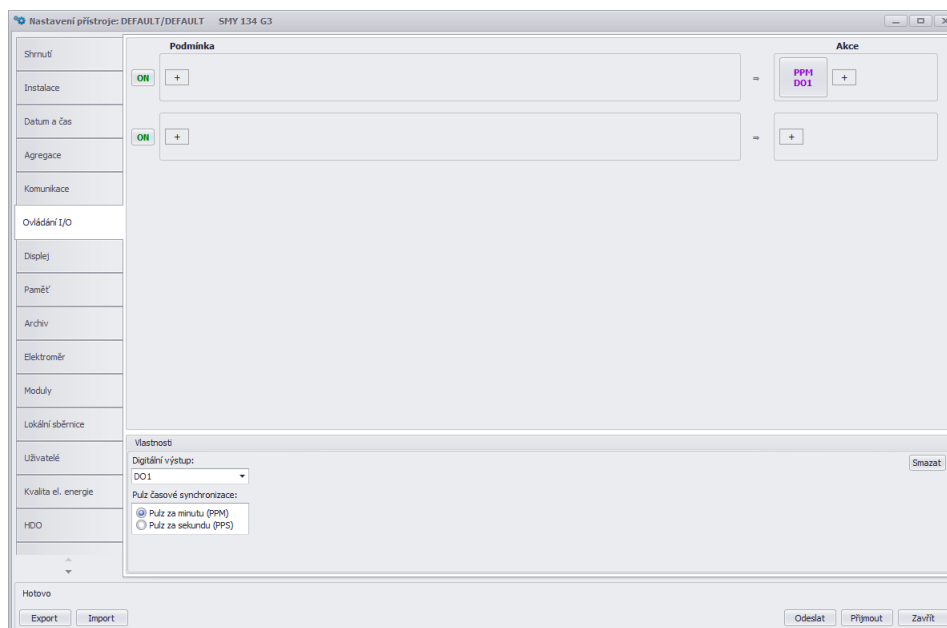 Nastavení přístroje: DEFAULT/DEFAULT SMY 134 G3
Shrnutí
Instalace
Datum a čas
Agregace
Komunikace
Ovládání I/O
Displej
Paměť
Archiv
Elektroměr
Moduly
Lokální sběrnice
Uživatelé
Kvalita el. energie
HDO
Podmínka
Akce
ON
+
⇒
PPM
DO1
+
ON
+
⇒
+
Vlastnosti
Digitální výstup:
DO1
Smazat
Pulz časové synchronizace:
Pulz za minutu (PPM)
Pulz za sekundu (PPS)
Hotovo
Export
Import
Odeslat
Přijmout
Zavřít